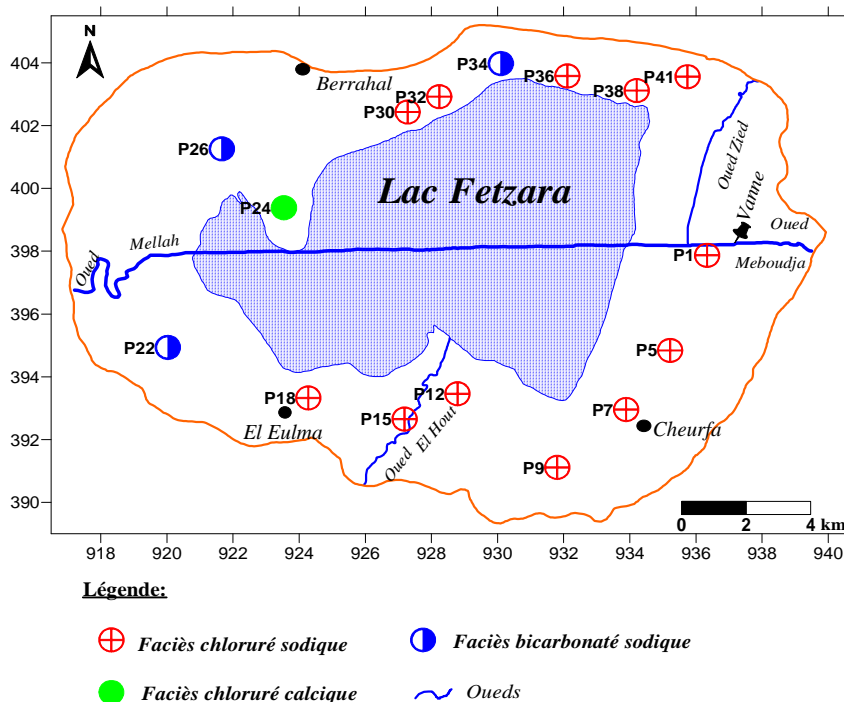 N
404
402
400
398
396
394
392
390
918 920 922 924 926 928 930 932 934 936 938 940
P34
P36
P41
P38
Berrahal
P32
P30
P26
P24
Lac Fetzara
Oued Zied
Vanne
Oued
Mellah
Oued
P1
Meboudja
P22
P5
P18
P12
P7
P15
El Eulma
Oued
El Hout
Cheurfa
P9
0 2 4 km
Légende:
Faciès chloruré sodique
Faciès bicarbonaté sodique
Faciès chloruré calcique
Oueds